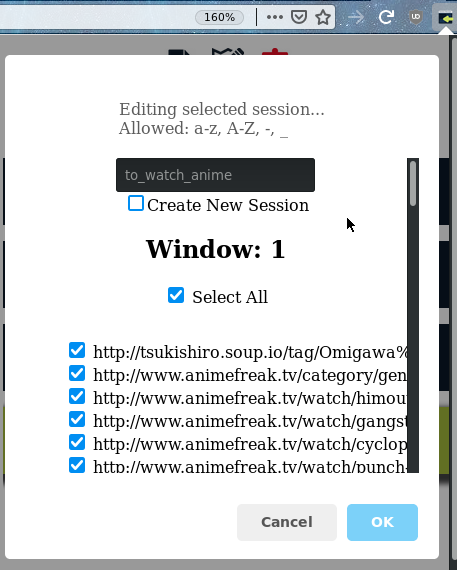 160%
Editing selected session...
Allowed: a-z, A-Z, -, _
to_watch_anime
Create New Session
Window: 1
Select All
http://tsukishiro.soup.io/tag/Omigawa%
http://www.animefreak.tv/category/gen
http://www.animefreak.tv/watch/himou
http://www.animefreak.tv/watch/gangst
http://www.animefreak.tv/watch/cyclop
http://www.animefreak.tv/watch/punch-
Cancel
OK